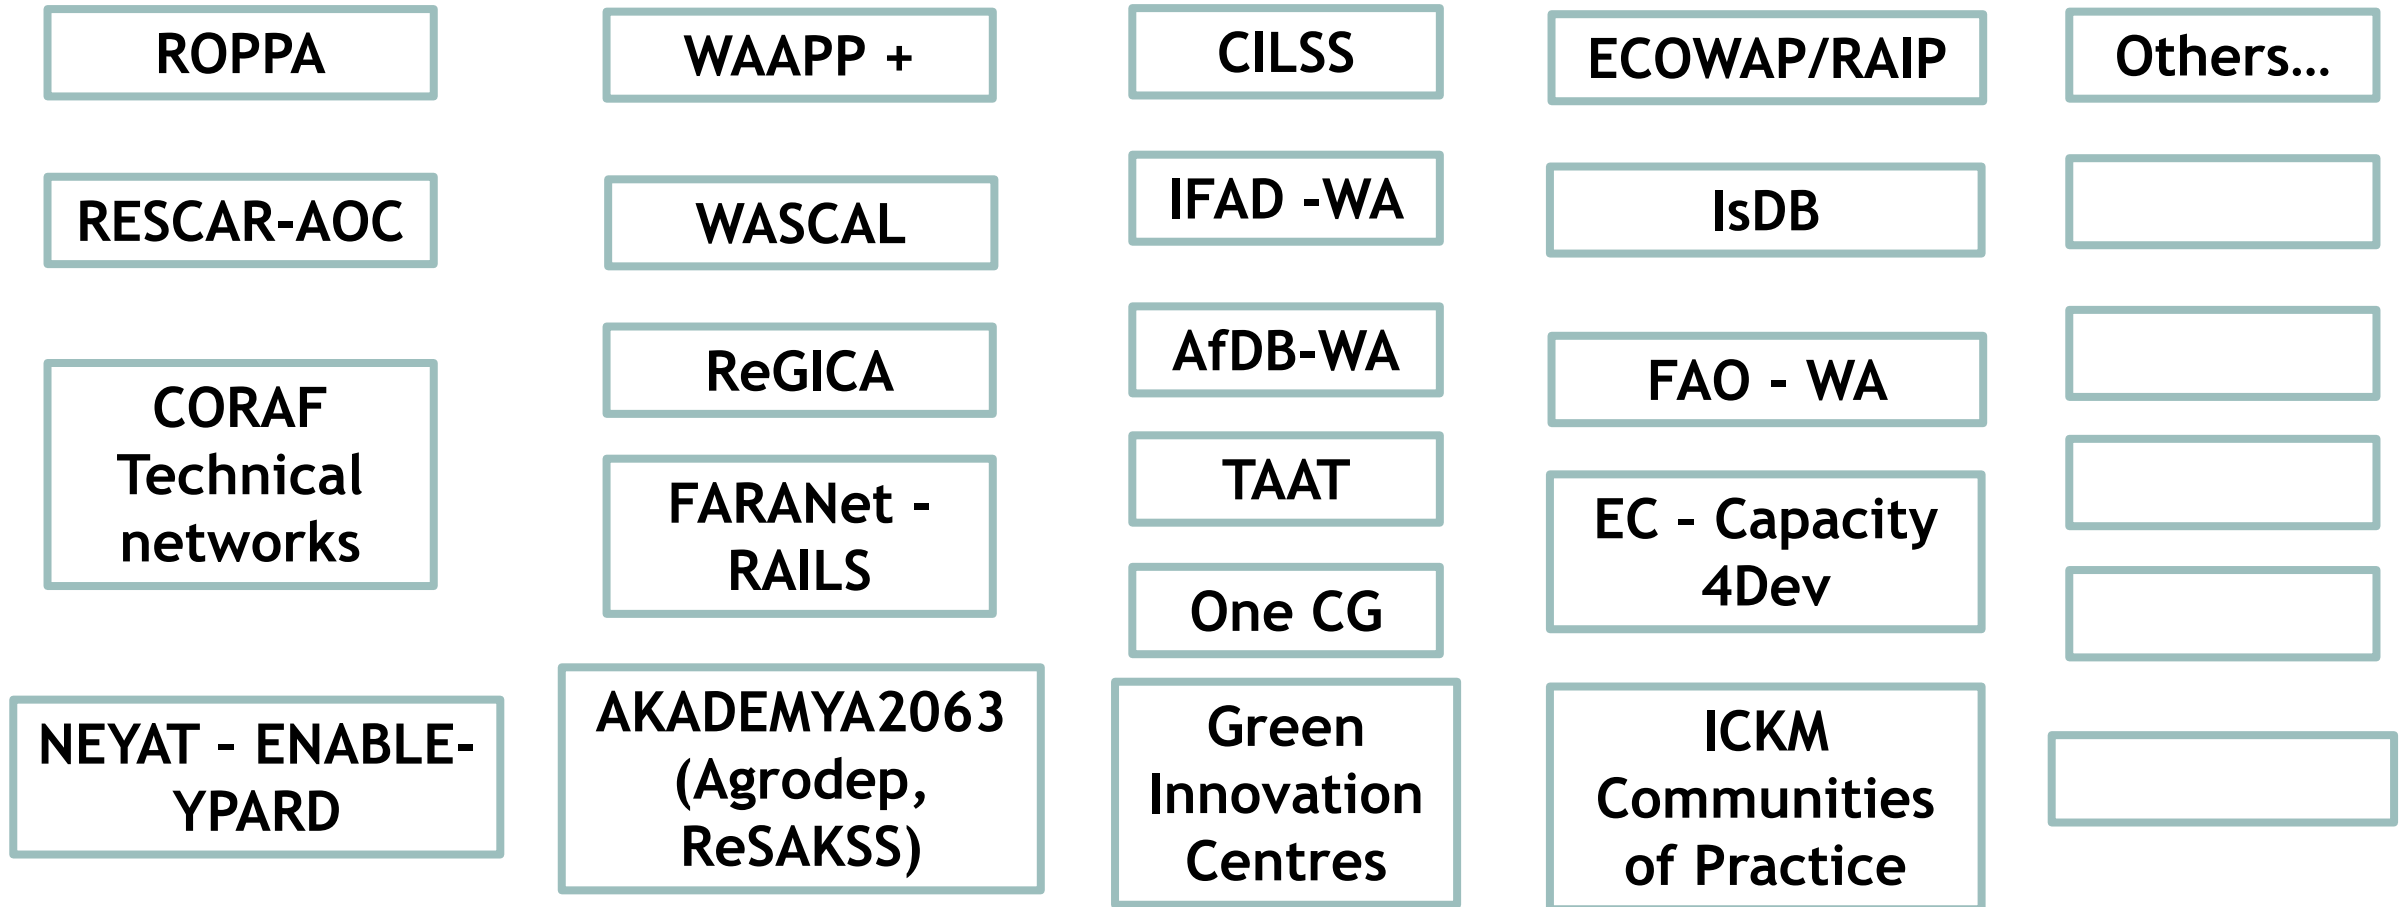 ROPPA
RESCAR-AOC
CORAF
Technical
networks
NEYAT - ENABLE-
YPARD
WAAPP +
WASCAL
ReGICA
FARANet -
RAILS
AKADEMYA2063
(Agrodep,
ReSAKSS)
CILSS
IFAD -WA
AfDB-WA
TAAT
One CG
Green
Innovation
Centres
ECOWAP/RAIP
IsDB
FAO - WA
EC - Capacity
4Dev
ICKM
Communities
of Practice
Others…